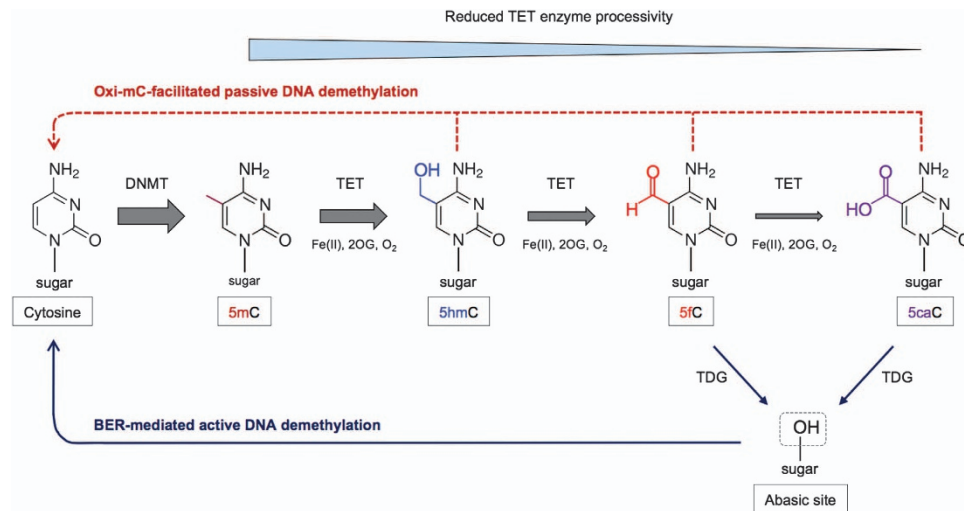 Reduced TET enzyme processivity
Oxi-mC-facilitated passive DNA demethylation
NH₂
N
N
O
sugar
Cytosine
DNMT
NH₂
N
N
O
sugar
5mC
TET
Fe(II), 2OG, O₂
OH
NH₂
N
N
O
sugar
5hmC
TET
Fe(II), 2OG, O₂
O
H
NH₂
N
N
O
sugar
5fC
TET
Fe(II), 2OG, O₂
O
HO
NH₂
N
N
O
sugar
5caC
TDG
TDG
BER-mediated active DNA demethylation
OH
sugar
Abasic site